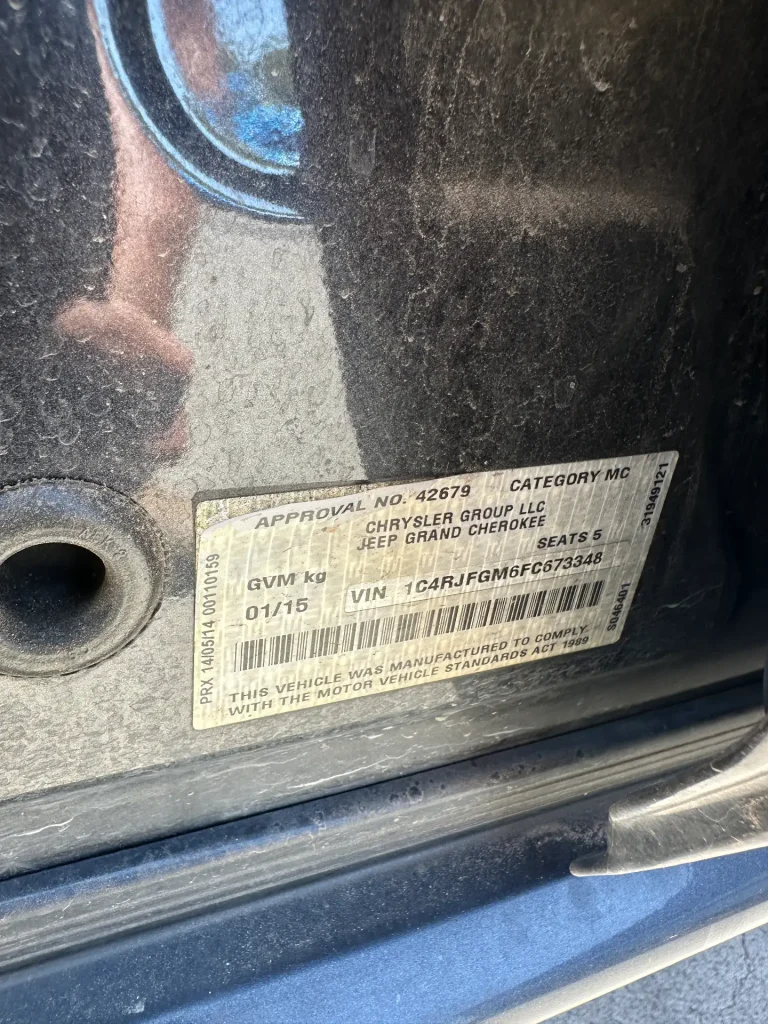 APPROVAL NO. 42679 CATEGORY MC
CHRYSLER GROUP LLC
JEEP GRAND CHEROKEE
SEATS 5
GVM kg
01/15
VIN 1C4RJFGM6FC673348
THIS VEHICLE WAS MANUFACTURED TO COMPLY
WITH THE MOTOR VEHICLE STANDARDS ACT 1989
PRX 14/05/14 00110159
31949121
S046401